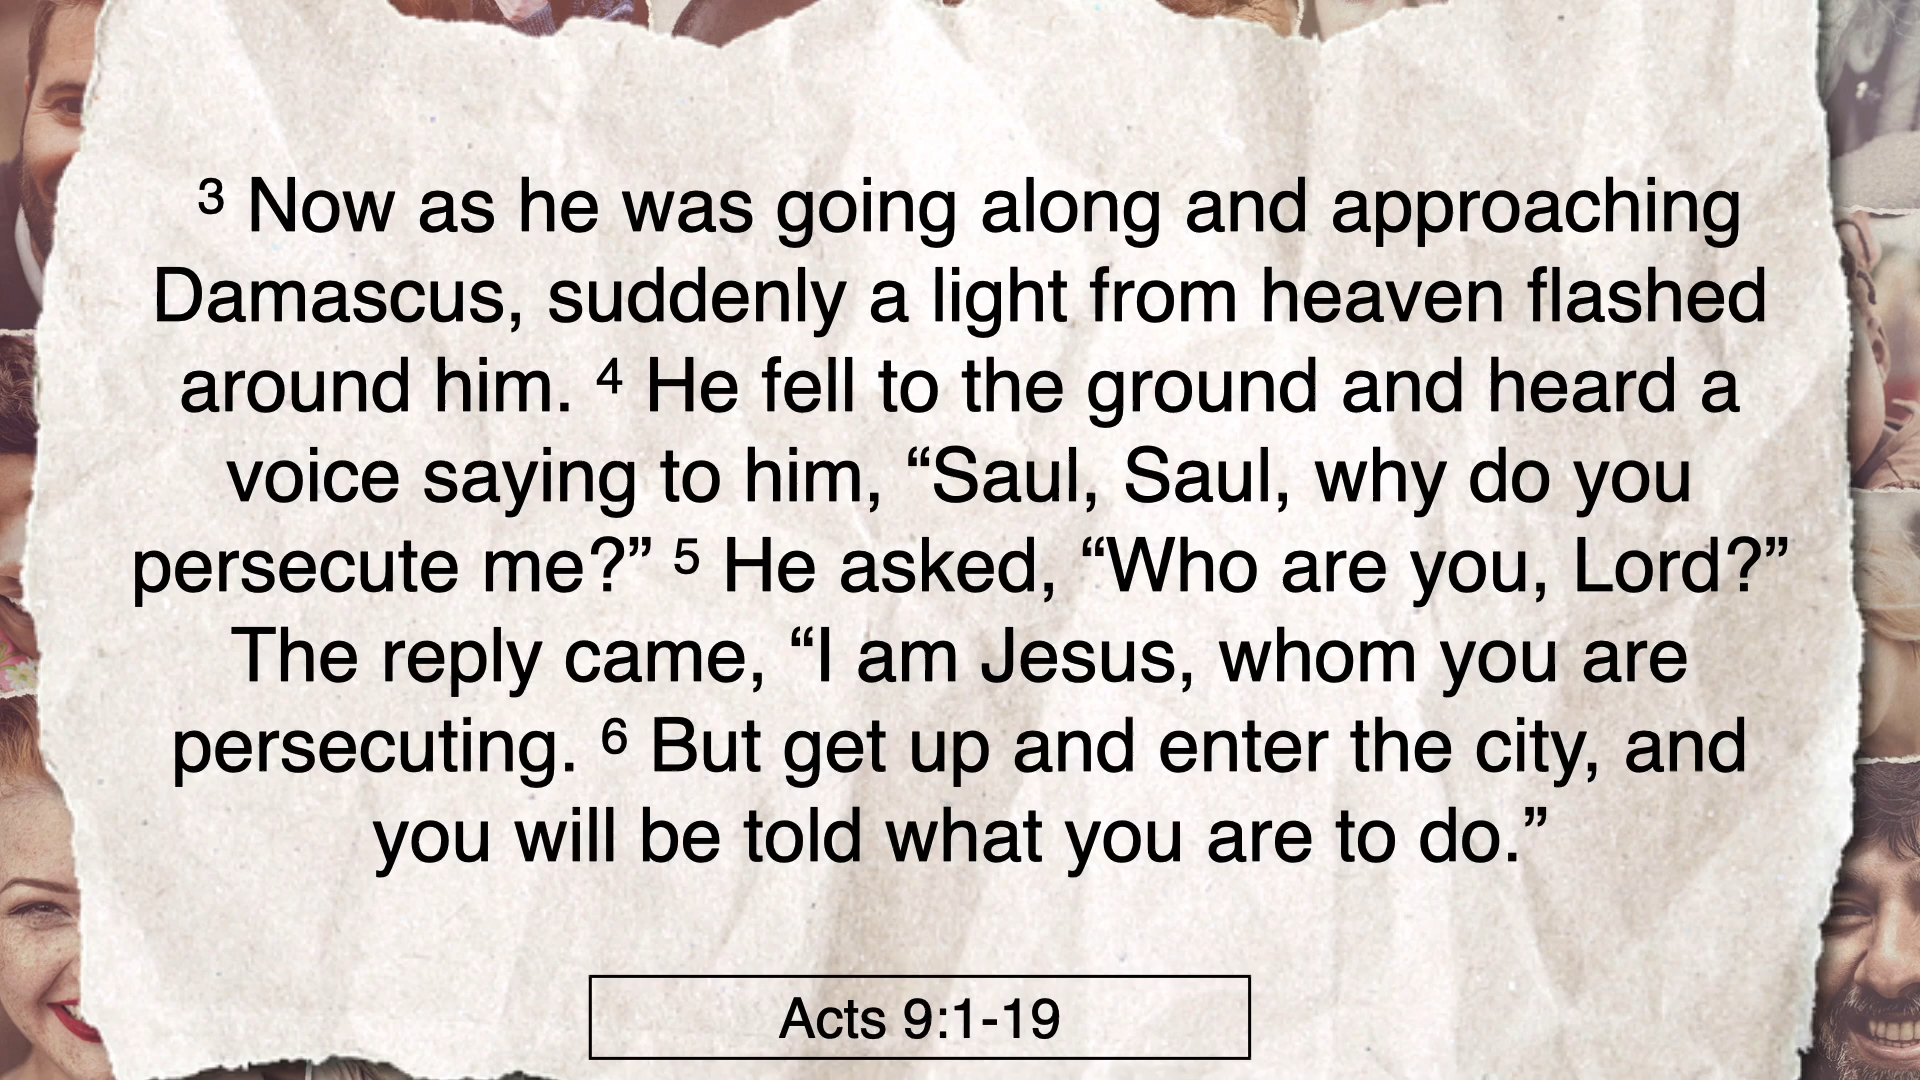 ³ Now as he was going along and approaching
Damascus, suddenly a light from heaven flashed
around him. ⁴ He fell to the ground and heard a
voice saying to him, “Saul, Saul, why do you
persecute me?” ⁵ He asked, “Who are you, Lord?”
The reply came, “I am Jesus, whom you are
persecuting. ⁶ But get up and enter the city, and
you will be told what you are to do.”
Acts 9:1-19